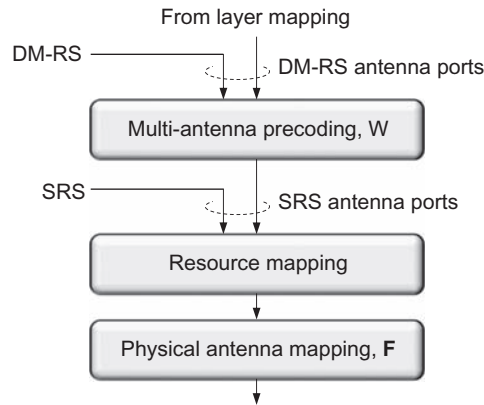 From layer mapping
DM-RS
DM-RS antenna ports
Multi-antenna precoding, W
SRS
SRS antenna ports
Resource mapping
Physical antenna mapping, F